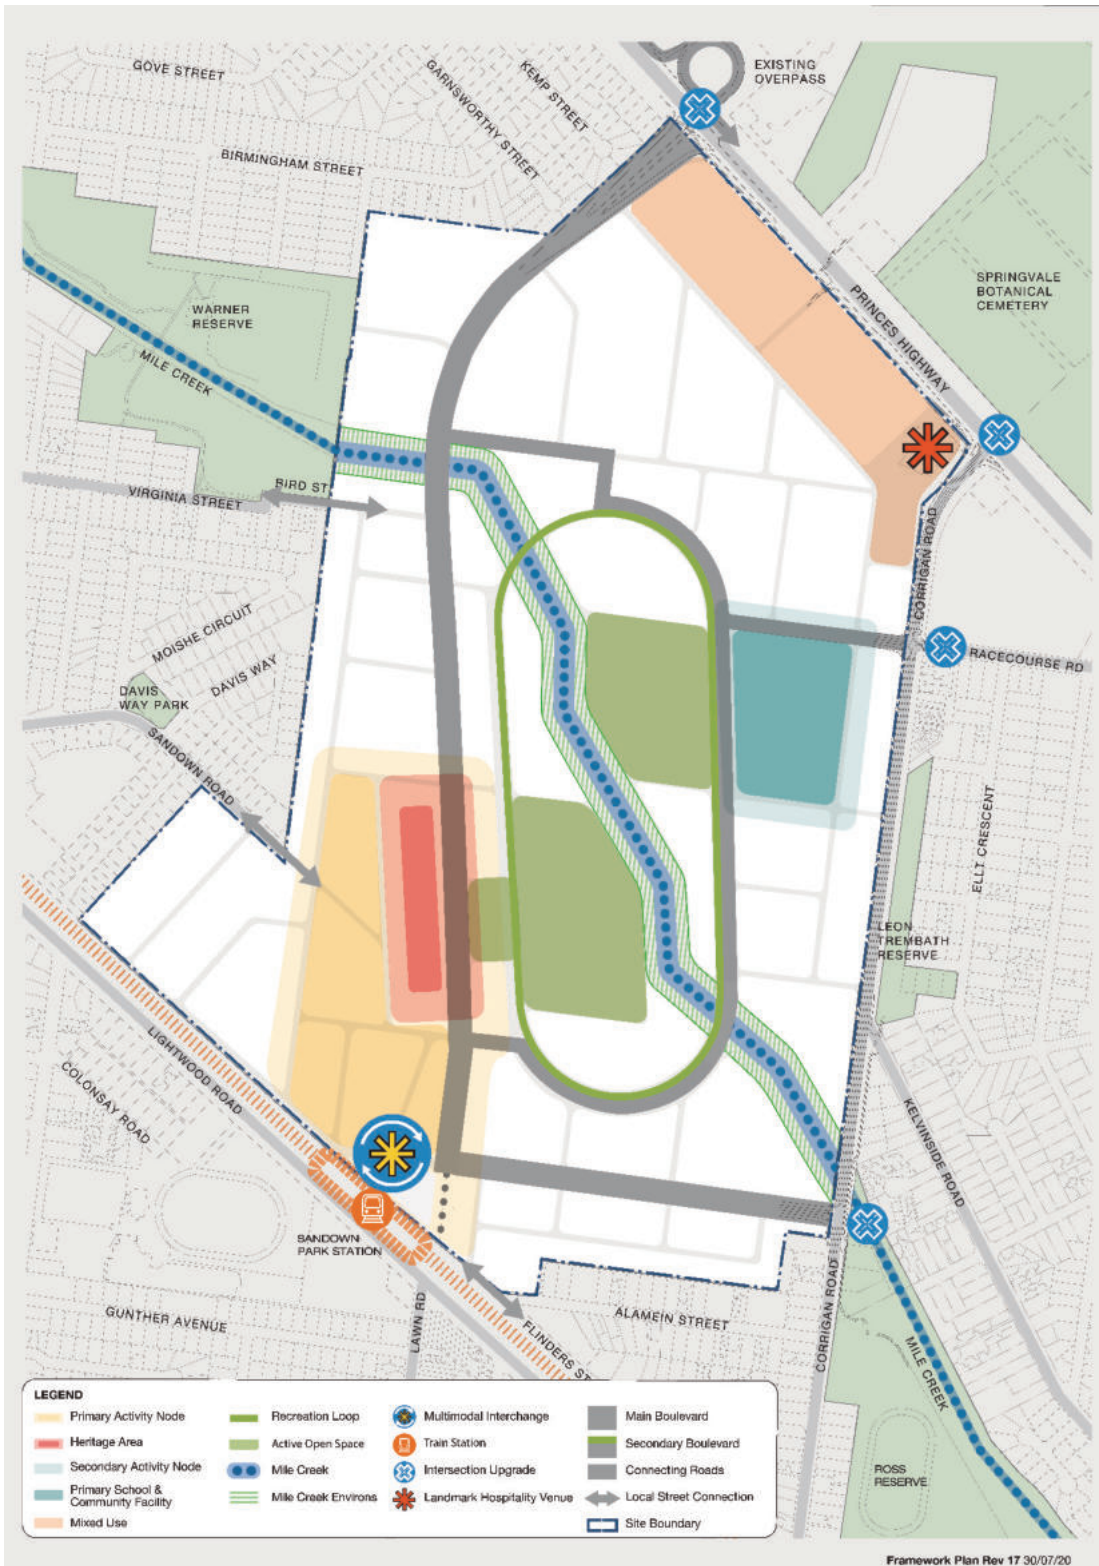 EXISTING
OVERPASS
GOVE STREET
KEMP STREET
GARNSWORTHY STREET
BIRMINGHAM STREET
SPRINGVALE
BOTANICAL
CEMETERY
PRINCES HIGHWAY
WARNER
RESERVE
MILE CREEK
BIRD ST
VIRGINIA STREET
CORRIGAN ROAD
MOISHE CIRCUIT
RACECOURSE RD
DAVIS WAY
DAVIS
WAY PARK
SANDOWN ROAD
ELLT CRESCENT
LEON
TREMBATH
RESERVE
LIGHTWOOD ROAD
COLONSAY ROAD
KELVINSIDE ROAD
SANDOWN
PARK STATION
GUNTHER AVENUE
LAWN RD
FLINDERS ST
ALAMEIN STREET
CORRIGAN ROAD
MILE CREEK
ROSS
RESERVE
LEGEND
Primary Activity Node
Heritage Area
Secondary Activity Node
Primary School &
Community Facility
Mixed Use
Recreation Loop
Active Open Space
Mile Creek
Mile Creek Environs
Multimodal Interchange
Train Station
Intersection Upgrade
Landmark Hospitality Venue
Main Boulevard
Secondary Boulevard
Connecting Roads
Local Street Connection
Site Boundary
Framework Plan Rev 17 30/07/20